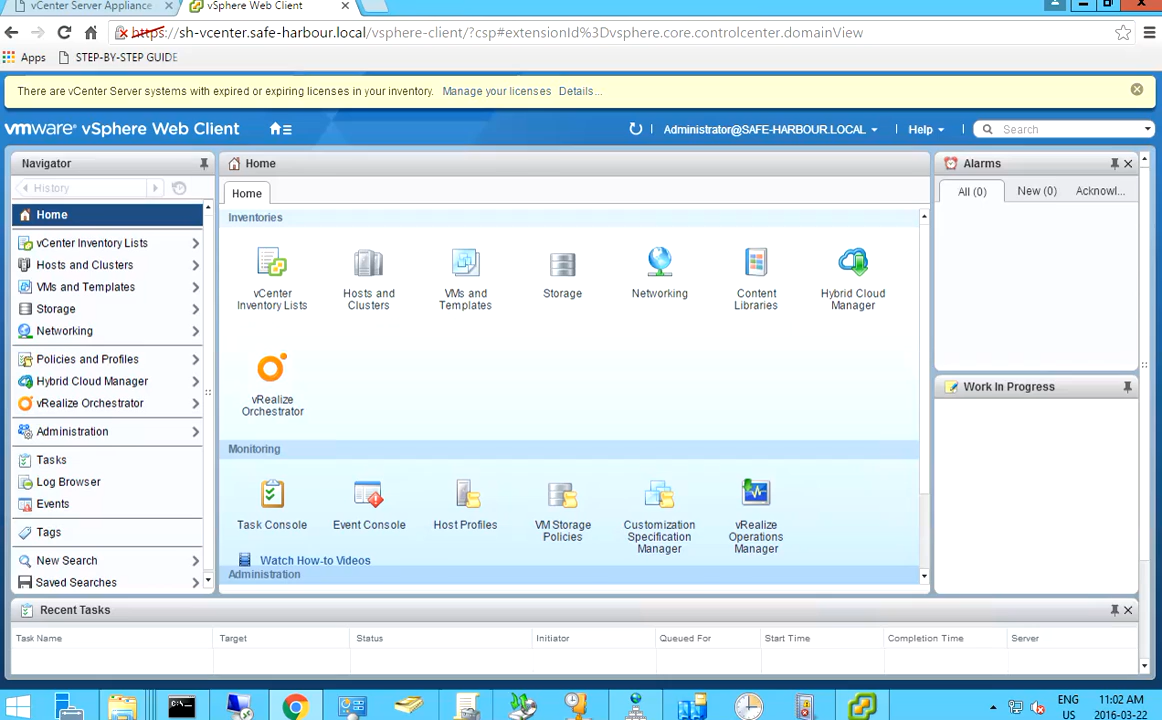 vCenter Server Appliance ×
vSphere Web Client ×
https://sh-vcenter.safe-harbour.local/vsphere-client/?csp#extensionId%3Dvsphere.core.controlcenter.domainView
Apps STEP-BY-STEP GUIDE
There are vCenter Server systems with expired or expiring licenses in your inventory. Manage your licenses Details...
vmware® vSphere Web Client
Administrator@SAFE-HARBOUR.LOCAL
Help
Search
Navigator
History
Home
vCenter Inventory Lists
Hosts and Clusters
VMs and Templates
Storage
Networking
Policies and Profiles
Hybrid Cloud Manager
vRealize Orchestrator
Administration
Tasks
Log Browser
Events
Tags
New Search
Saved Searches
Home
Home
Inventories
vCenter
Inventory Lists
Hosts and
Clusters
VMs and
Templates
Storage
Networking
Content
Libraries
Hybrid Cloud
Manager
vRealize
Orchestrator
Monitoring
Task Console
Event Console
Host Profiles
VM Storage
Policies
Customization
Specification
Manager
vRealize
Operations
Manager
Watch How-to Videos
Administration
Alarms
All (0)
New (0)
Acknowl...
Work In Progress
Recent Tasks
Task Name Target Status Initiator Queued For Start Time Completion Time Server
ENG
US
11:02 AM
2016-03-22